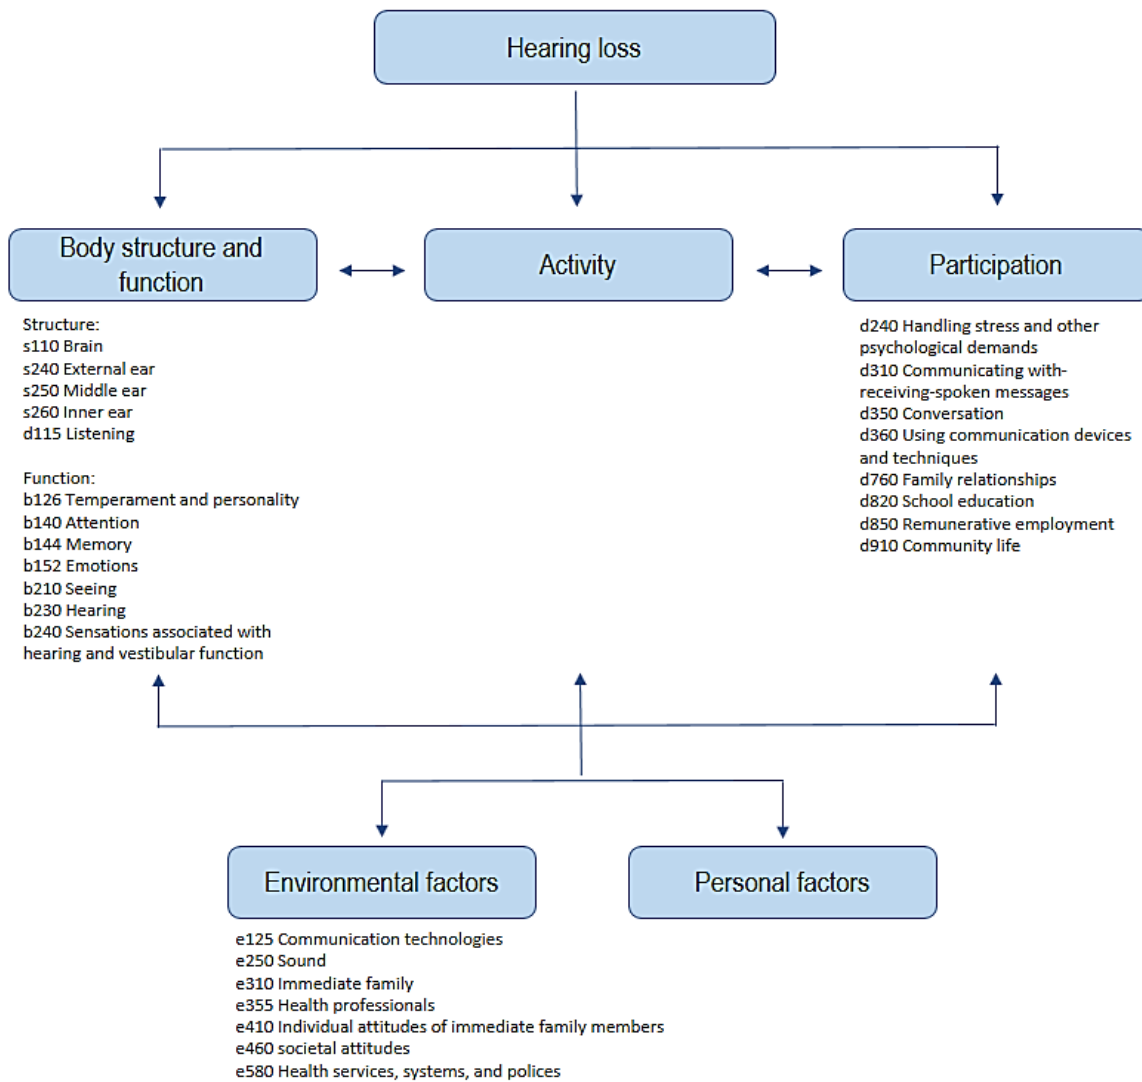 Hearing loss
Body structure and
function
Activity
Participation
Structure:
s110 Brain
s240 External ear
s250 Middle ear
s260 Inner ear
d115 Listening
Function:
b126 Temperament and personality
b140 Attention
b144 Memory
b152 Emotions
b210 Seeing
b230 Hearing
b240 Sensations associated with
hearing and vestibular function
d240 Handling stress and other
psychological demands
d310 Communicating with-
receiving-spoken messages
d350 Conversation
d360 Using communication devices
and techniques
d760 Family relationships
d820 School education
d850 Remunerative employment
d910 Community life
Environmental factors
Personal factors
e125 Communication technologies
e250 Sound
e310 Immediate family
e355 Health professionals
e410 Individual attitudes of immediate family members
e460 societal attitudes
e580 Health services, systems, and polices